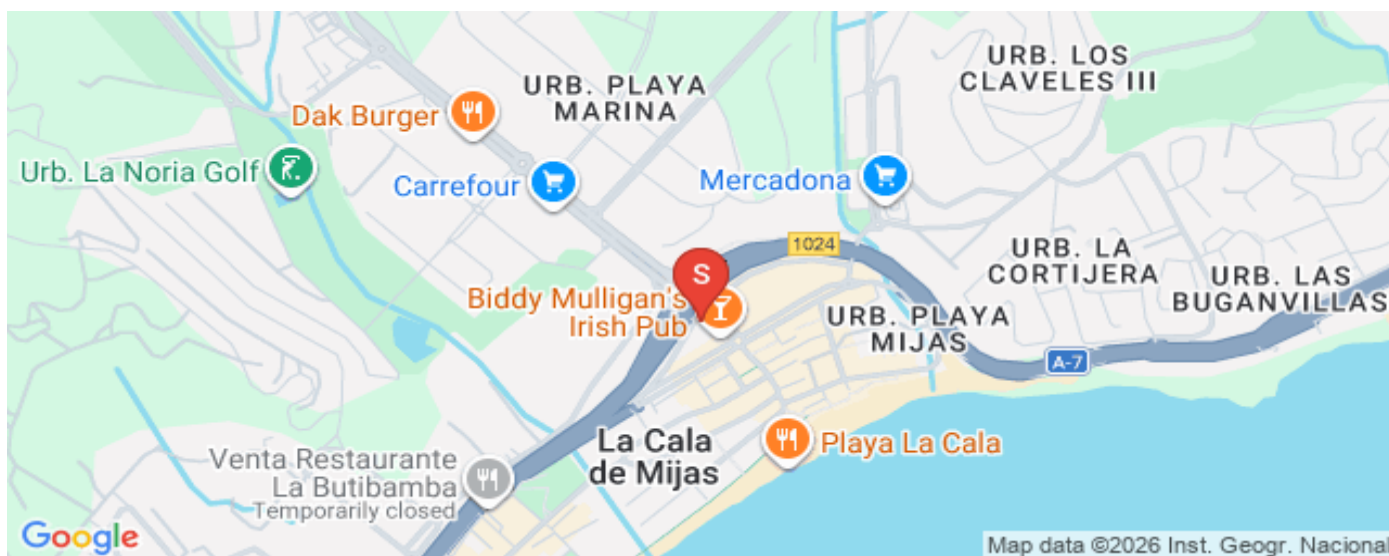 URB. LOS
CLAVELES III
URB. PLAYA
MARINA
Dak Burger
Urb. La Noria Golf
Carrefour
Mercadona
1024
URB. LA
CORTIJERA
URB. LAS
BUGANVILLAS
S
Biddy Mulligan's
Irish Pub
URB. PLAYA
MIJAS
A-7
La Cala
de Mijas
Playa La Cala
Venta Restaurante
La Butibamba
Temporarily closed
Google
Map data ©2026 Inst. Geogr. Nacional